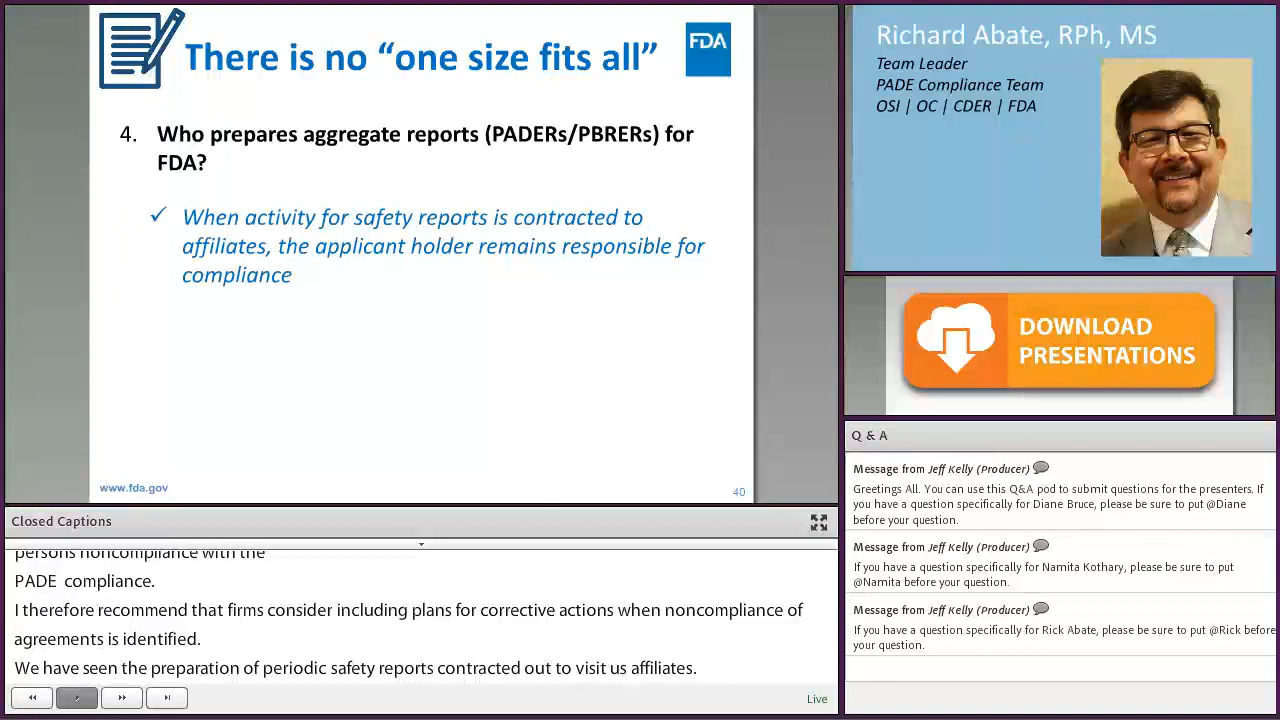 There is no “one size fits all”
FDA
4. Who prepares aggregate reports (PADERs/PBRERs) for
FDA?
✓ When activity for safety reports is contracted to
affiliates, the applicant holder remains responsible for
compliance
www.fda.gov
40
Richard Abate, RPh, MS
Team Leader
PADE Compliance Team
OSI | OC | CDER | FDA
DOWNLOAD
PRESENTATIONS
Closed Captions
persons noncompliance with the
PADE compliance.
I therefore recommend that firms consider including plans for corrective actions when noncompliance of
agreements is identified.
We have seen the preparation of periodic safety reports contracted out to visit us affiliates.
Live
Q & A
Message from Jeff Kelly (Producer)
Greetings All. You can use this Q&A pod to submit questions for the presenters. If
you have a question specifically for Diane Bruce, please be sure to put @Diane
before your question.
Message from Jeff Kelly (Producer)
If you have a question specifically for Namita Kothary, please be sure to put
@Namita before your question.
Message from Jeff Kelly (Producer)
If you have a question specifically for Rick Abate, please be sure to put @Rick before
your question.